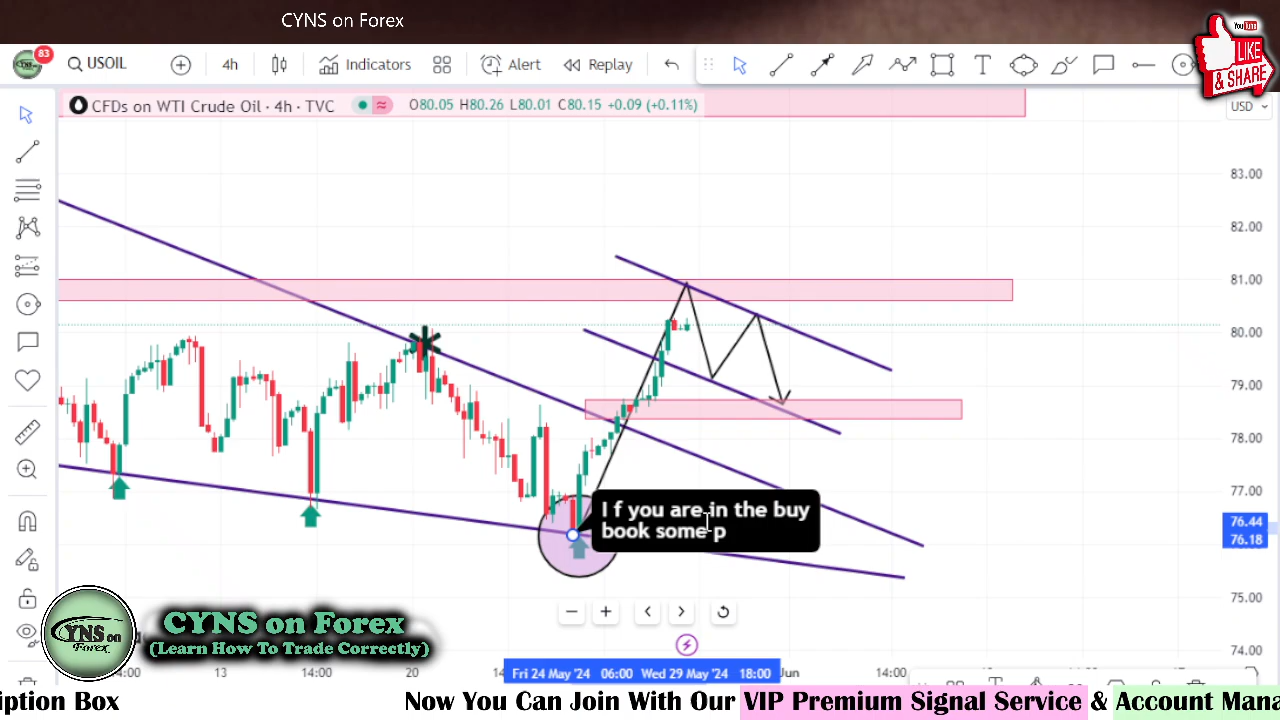 CYNS on Forex
83
USOIL
4h
Indicators
Alert
Replay
YouTube
LIKE
& SHARE
CFDs on WTI Crude Oil · 4h · TVC
O80.05 H80.26 L80.01 C80.15 +0.09 (+0.11%)
USD
83.00
82.00
81.00
80.00
79.00
78.00
77.00
76.44
76.18
75.00
74.00
I f you are in the buy
book some p
CYNS on
Forex
CYNS on Forex
(Learn How To Trade Correctly)
:00
13
14:00
20
Fri 24 May '24 06:00
Wed 29 May '24 18:00
Jun
14:00
iption Box
Now You Can Join With Our VIP Premium Signal Service & Account Mana